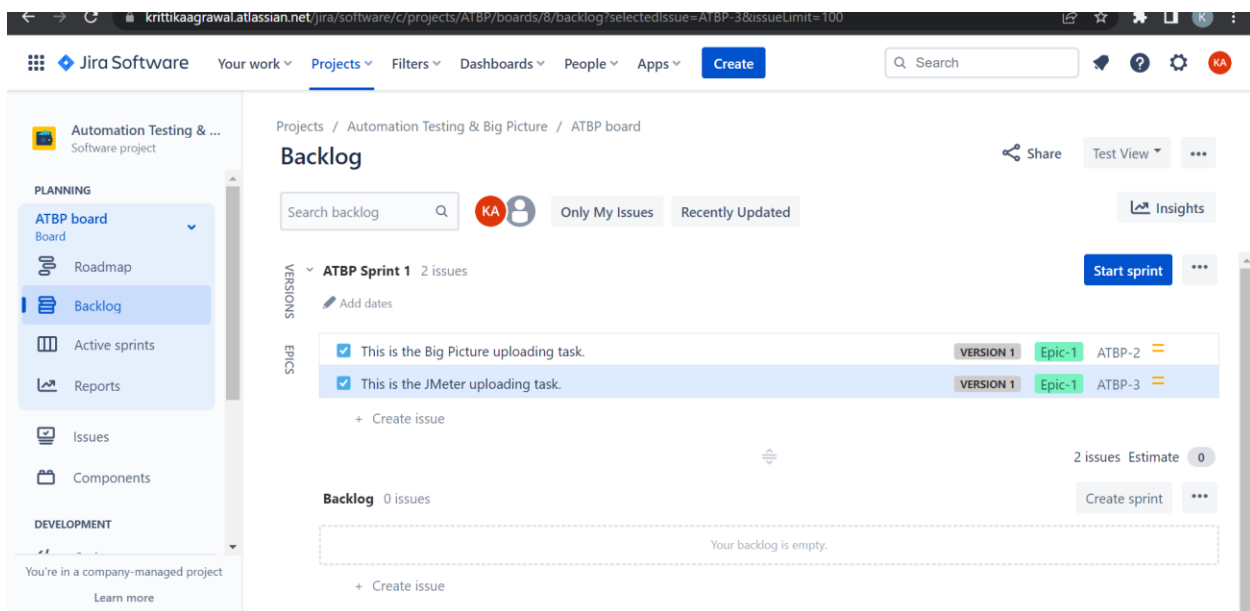 krittikaagrawal.atlassian.net/jira/software/c/projects/ATBP/boards/8/backlog?selectedIssue=ATBP-3&issueLimit=100
K
Jira Software Your work Projects Filters Dashboards People Apps Create Search KA
Automation Testing & ...
Software project
PLANNING
ATBP board
Board
Roadmap
Backlog
Active sprints
Reports
Issues
Components
DEVELOPMENT
You're in a company-managed project
Learn more
Projects / Automation Testing & Big Picture / ATBP board
Backlog
Share Test View
Search backlog KA Only My Issues Recently Updated Insights
VERSIONS
EPICS
ATBP Sprint 1 2 issues Start sprint
Add dates
This is the Big Picture uploading task. VERSION 1 Epic-1 ATBP-2
This is the JMeter uploading task. VERSION 1 Epic-1 ATBP-3
+ Create issue
2 issues Estimate 0
Backlog 0 issues Create sprint
Your backlog is empty.
+ Create issue